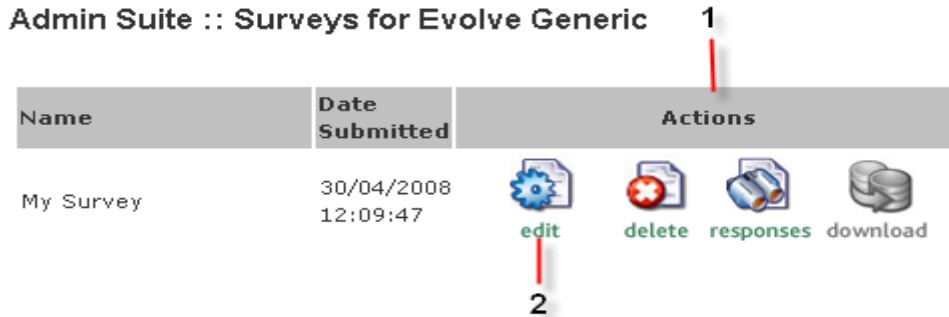 Admin Suite :: Surveys for Evolve Generic
1
Name
Date
Submitted
Actions
My Survey
30/04/2008
12:09:47
edit
delete
responses
download
2